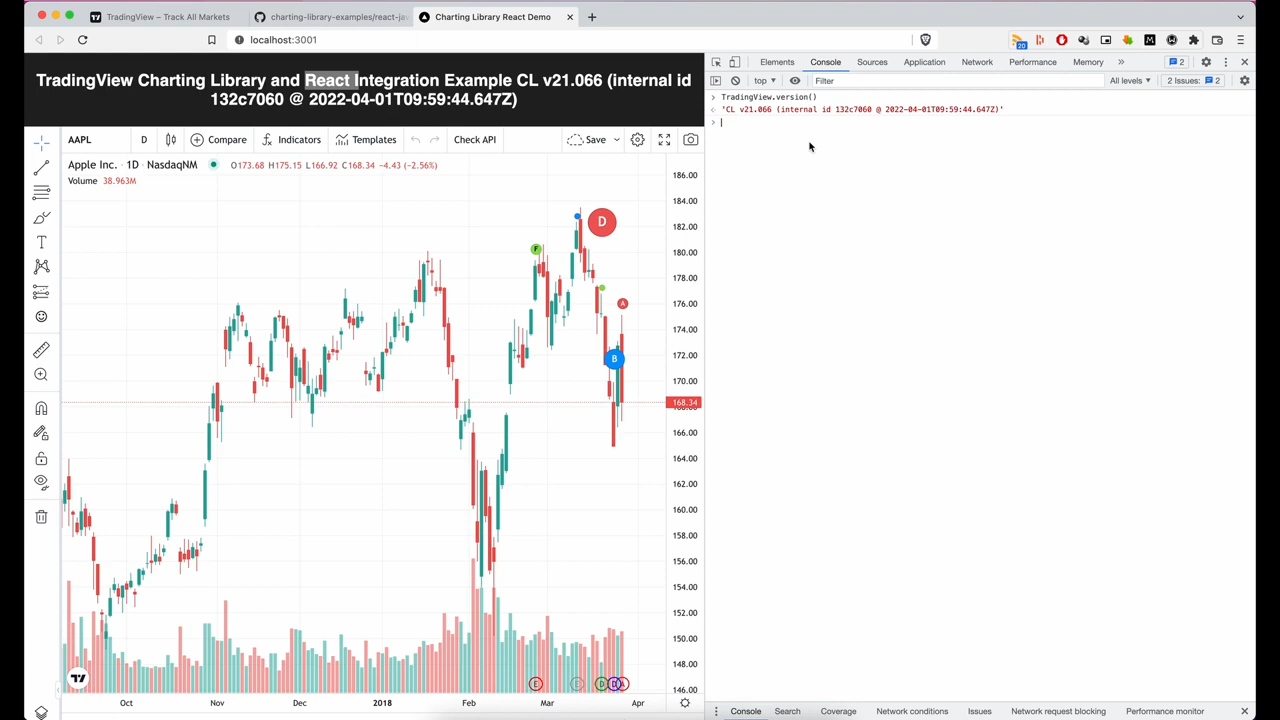 TradingView – Track All Markets
charting-library-examples/react-ja
Charting Library React Demo
localhost:3001
20
TradingView Charting Library and React Integration Example CL v21.066 (internal id
132c7060 @ 2022-04-01T09:59:44.647Z)
AAPL
D
Compare
Indicators
Templates
Check API
Save
Apple Inc. · 1D · NasdaqNM
O173.68 H175.15 L166.92 C168.34 −4.43 (−2.56%)
Volume 38.963M
186.00
184.00
182.00
180.00
178.00
176.00
174.00
172.00
170.00
168.34
168.00
166.00
164.00
162.00
160.00
158.00
156.00
154.00
152.00
150.00
148.00
146.00
D
F
A
B
E
E
D
D
A
Oct
Nov
Dec
2018
Feb
Mar
Apr
Elements
Console
Sources
Application
Network
Performance
Memory
2
top
Filter
All levels
2 Issues:
2
TradingView.version()
'CL v21.066 (internal id 132c7060 @ 2022-04-01T09:59:44.647Z)'
Console
Search
Coverage
Network conditions
Issues
Network request blocking
Performance monitor